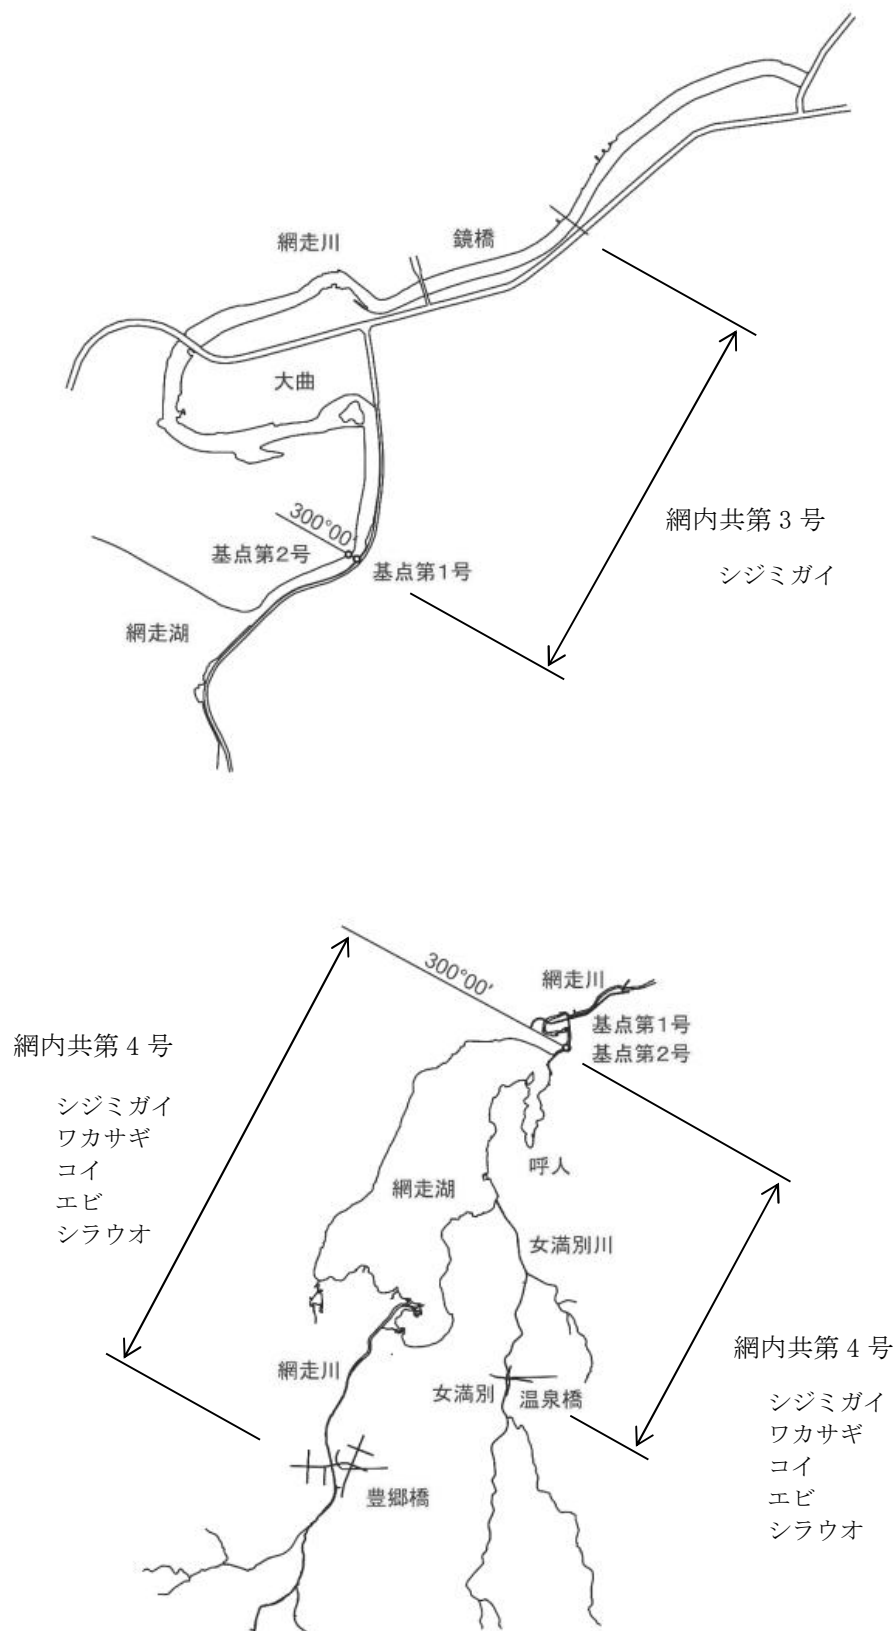 網走川
鏡橋
大曲
300°00′
基点第2号
基点第1号
網走湖
網内共第 3 号
シジミガイ
300°00′
網走川
基点第1号
基点第2号
網内共第 4 号
シジミガイ
ワカサギ
コイ
エビ
シラウオ
呼人
網走湖
女満別川
網走川
女満別
温泉橋
豊郷橋
網内共第 4 号
シジミガイ
ワカサギ
コイ
エビ
シラウオ